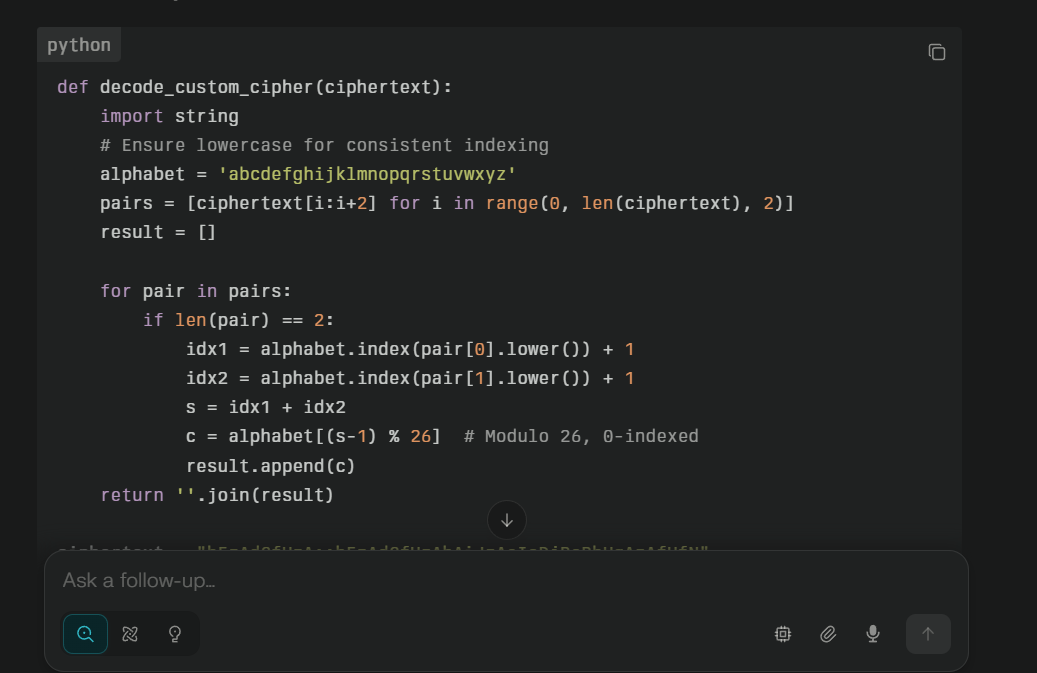 python
def decode_custom_cipher(ciphertext):
    import string
    # Ensure lowercase for consistent indexing
    alphabet = 'abcdefghijklmnopqrstuvwxyz'
    pairs = [ciphertext[i:i+2] for i in range(0, len(ciphertext), 2)]
    result = []
    for pair in pairs:
        if len(pair) == 2:
            idx1 = alphabet.index(pair[0].lower()) + 1
            idx2 = alphabet.index(pair[1].lower()) + 1
            s = idx1 + idx2
            c = alphabet[(s-1) % 26]  # Modulo 26, 0-indexed
            result.append(c)
    return ''.join(result)
Ask a follow-up...